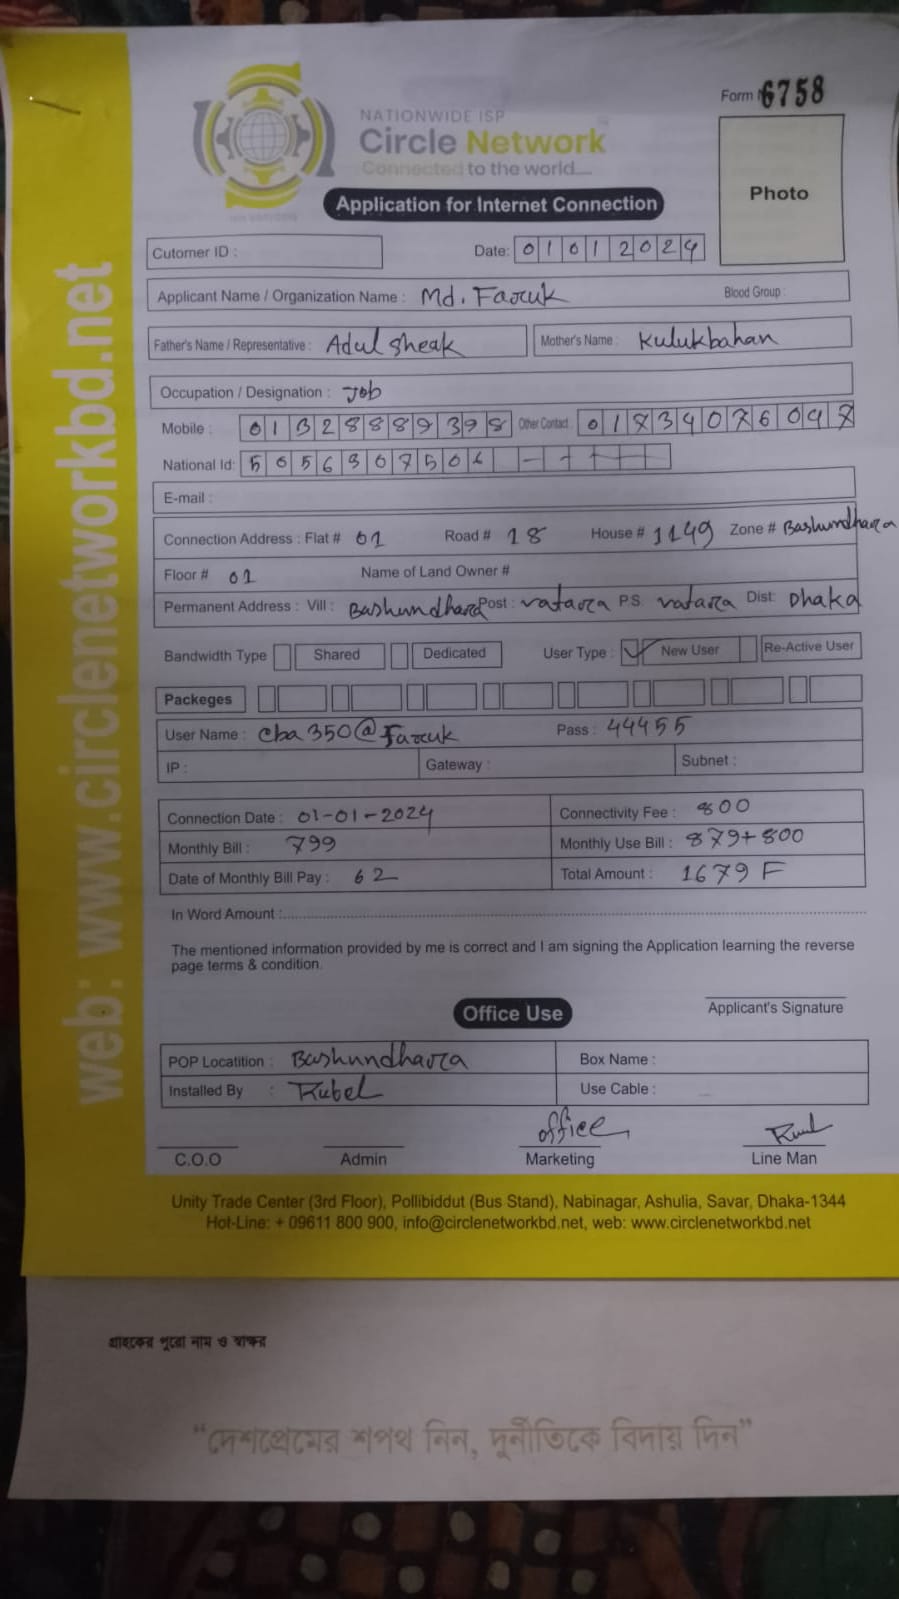 Form N 6758
NATIONWIDE ISP
Circle Network
Connected to the world....
Photo
Application for Internet Connection
Cutomer ID :
Date: 01012024
Applicant Name / Organization Name : Md. Faruk Blood Group :
Father's Name / Representative : Adul Sheak Mother's Name : Kulukbahan
Occupation / Designation : Job
Mobile : 01328889398 Other Contact : 01734076047
National Id: 5056307506
E-mail :
Connection Address : Flat # 01 Road # 18 House # 1149 Zone # Bashundhara
Floor # 01 Name of Land Owner #
Permanent Address : Vill : Bashundhara Post : vatara P.S. vatara Dist: Dhaka
Bandwidth Type Shared Dedicated User Type : New User Re-Active User
Packeges
User Name : cba350@Faruk Pass : 44455
IP : Gateway : Subnet :
Connection Date : 01-01-2024 Connectivity Fee : 800
Monthly Bill : 799 Monthly Use Bill : 879+800
Date of Monthly Bill Pay : 62 Total Amount : 1679 F
In Word Amount :
The mentioned information provided by me is correct and I am signing the Application learning the reverse
page terms & condition.
Applicant's Signature
Office Use
POP Locatition : Bashundhara Box Name :
Installed By : Rubel Use Cable :
office
C.O.O Admin Marketing Line Man
Unity Trade Center (3rd Floor), Pollibiddut (Bus Stand), Nabinagar, Ashulia, Savar, Dhaka-1344
Hot-Line: + 09611 800 900, info@circlenetworkbd.net, web: www.circlenetworkbd.net
web: www.circlenetworkbd.net
গ্রাহকের পুরো নাম ও স্বাক্ষর
“দেশপ্রেমের শপথ নিন, দুর্নীতিকে বিদায় দিন”